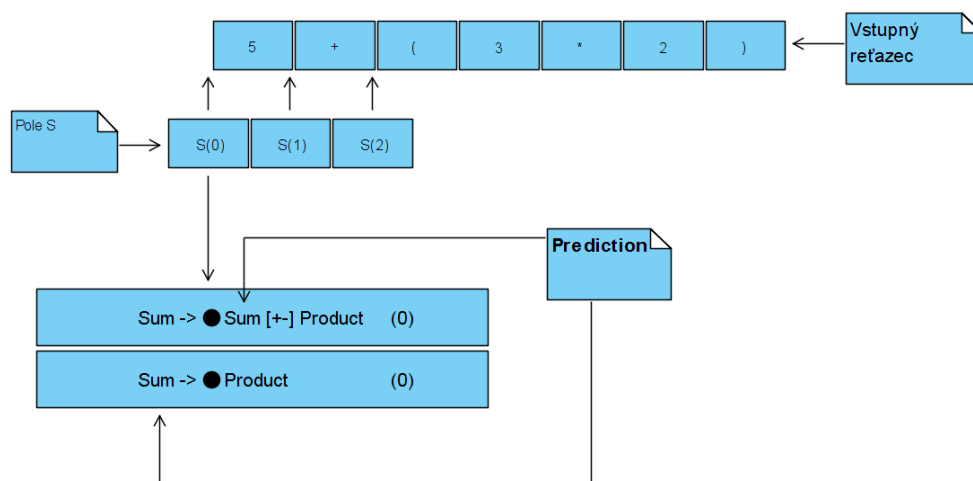 5 + ( 3 * 2 )
Vstupný
reťazec
Pole S
S(0) S(1) S(2)
Prediction
Sum -> ● Sum [+-] Product (0)
Sum -> ● Product (0)